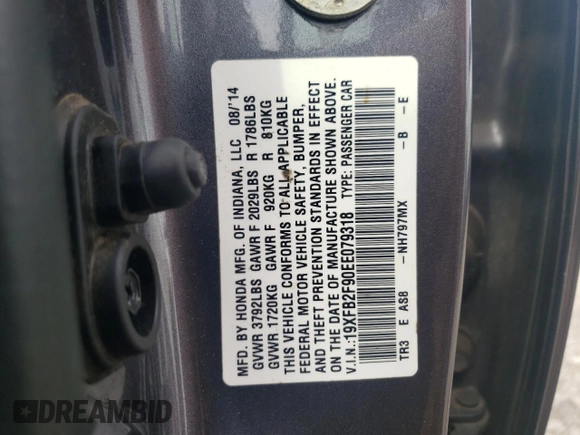 MFD. BY HONDA MFG. OF INDIANA, LLC 08/'14
GVWR 3792LBS GAWR F 2029LBS R 1786LBS
GVWR 1720KG GAWR F 920KG R 810KG
THIS VEHICLE CONFORMS TO ALL APPLICABLE
FEDERAL MOTOR VEHICLE SAFETY, BUMPER,
AND THEFT PREVENTION STANDARDS IN EFFECT
ON THE DATE OF MANUFACTURE SHOWN ABOVE.
V.I.N.:19XFB2F90EE079318 TYPE: PASSENGER CAR
TR3 E AS8 -NH797MX -B -E
DREAMBID